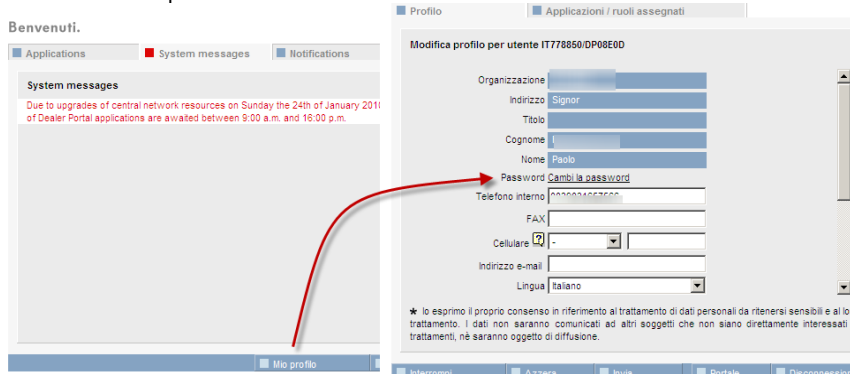 Benvenuti.
Applications
System messages
Notifications
System messages
Due to upgrades of central network resources on Sunday the 24th of January 201
of Dealer Portal applications are awaited between 9:00 a.m. and 16:00 p.m.
Mio profilo
Profilo
Applicazioni / ruoli assegnati
Modifica profilo per utente IT778850/DP08E0D
Organizzazione
Indirizzo Signor
Titolo
Cognome
Nome Paolo
Password Cambi la password
Telefono interno
FAX
Cellulare ? -
Indirizzo e-mail
Lingua Italiano
* Io esprimo il proprio consenso in riferimento al trattamento di dati personali da ritenersi sensibili e al lo
trattamento. I dati non saranno comunicati ad altri soggetti che non siano direttamente interessati
trattamenti, nè saranno oggetto di diffusione.
Interrompi
Azzera
Invia
Portale
Disconnession